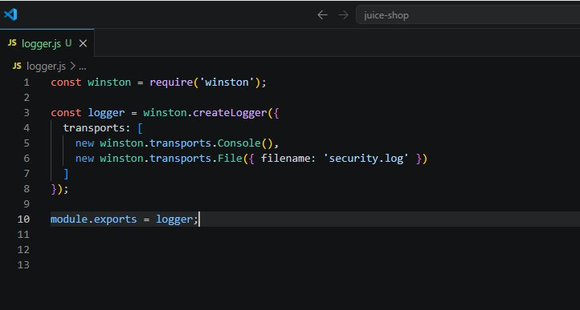 juice-shop
JS logger.js U
JS logger.js > ...
1 const winston = require('winston');
2
3 const logger = winston.createLogger({
4   transports: [
5     new winston.transports.Console(),
6     new winston.transports.File({ filename: 'security.log' })
7   ]
8 });
9
10 module.exports = logger;
11
12
13